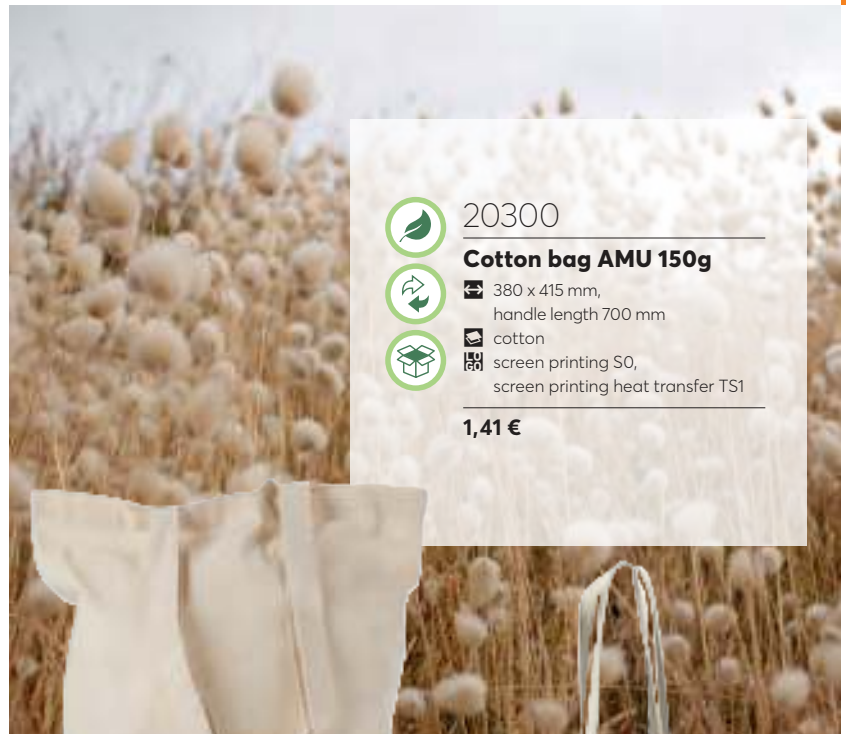 20300
Cotton bag AMU 150g
380 x 415 mm,
handle length 700 mm
cotton
LOGO
screen printing S0,
screen printing heat transfer TS1
1,41 €